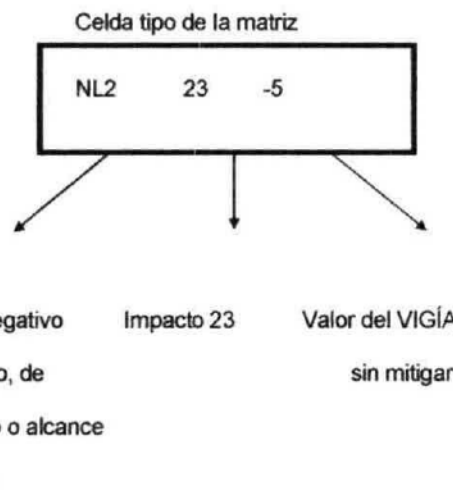 Celda tipo de la matriz
NL2 23 -5
egativo Impacto 23 Valor del VIGÍA
o, de sin mitigar
o alcance